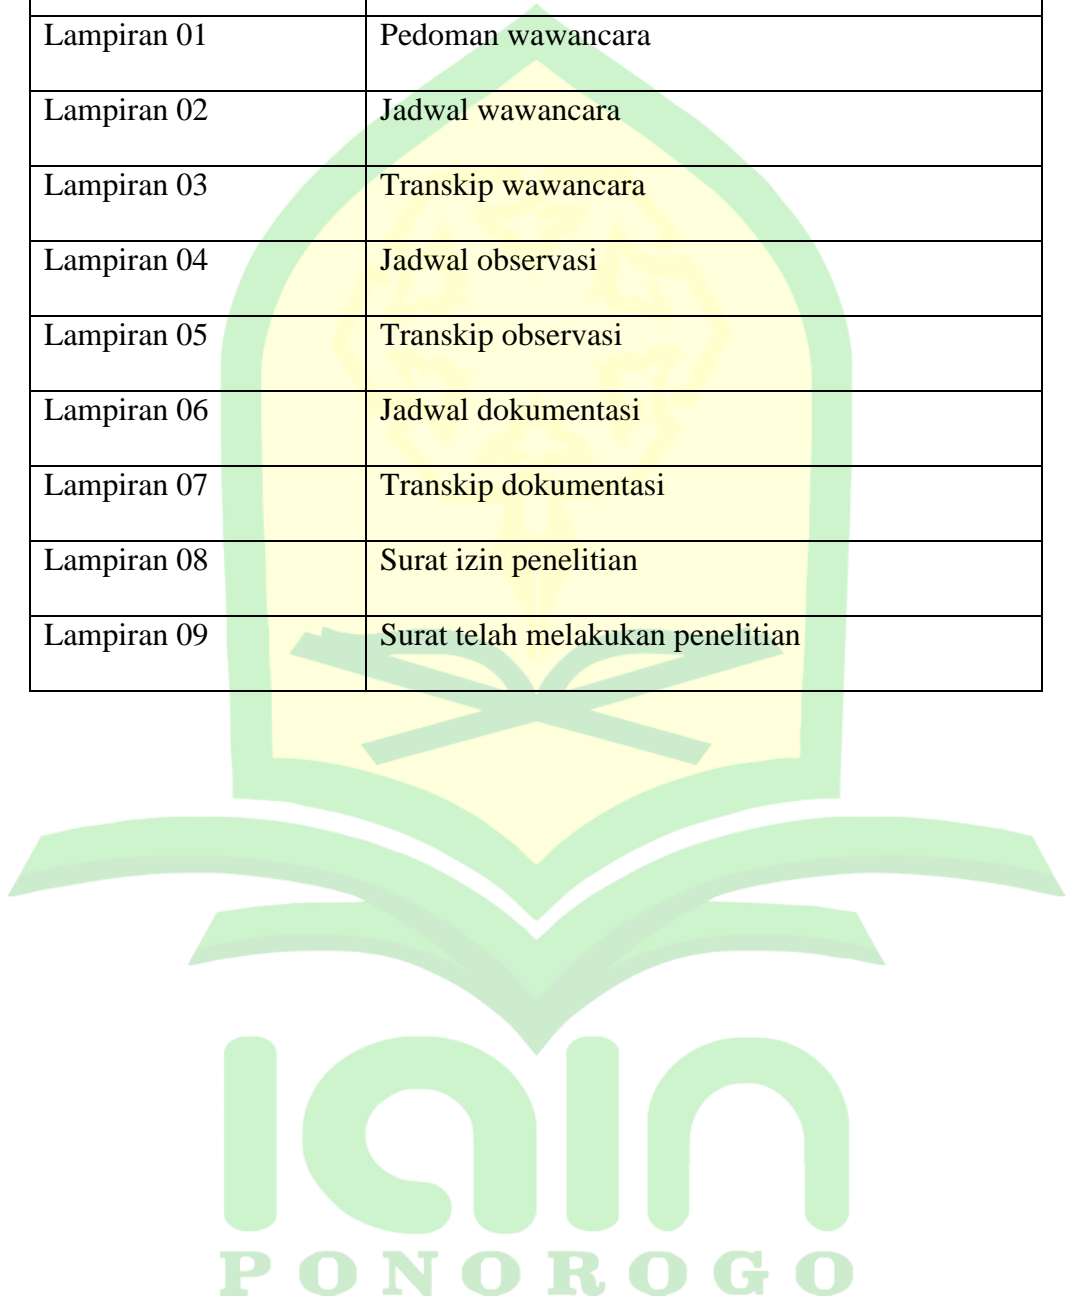 Lampiran 01 Pedoman wawancara
Lampiran 02 Jadwal wawancara
Lampiran 03 Transkip wawancara
Lampiran 04 Jadwal observasi
Lampiran 05 Transkip observasi
Lampiran 06 Jadwal dokumentasi
Lampiran 07 Transkip dokumentasi
Lampiran 08 Surat izin penelitian
Lampiran 09 Surat telah melakukan penelitian
IAIN
PONOROGO